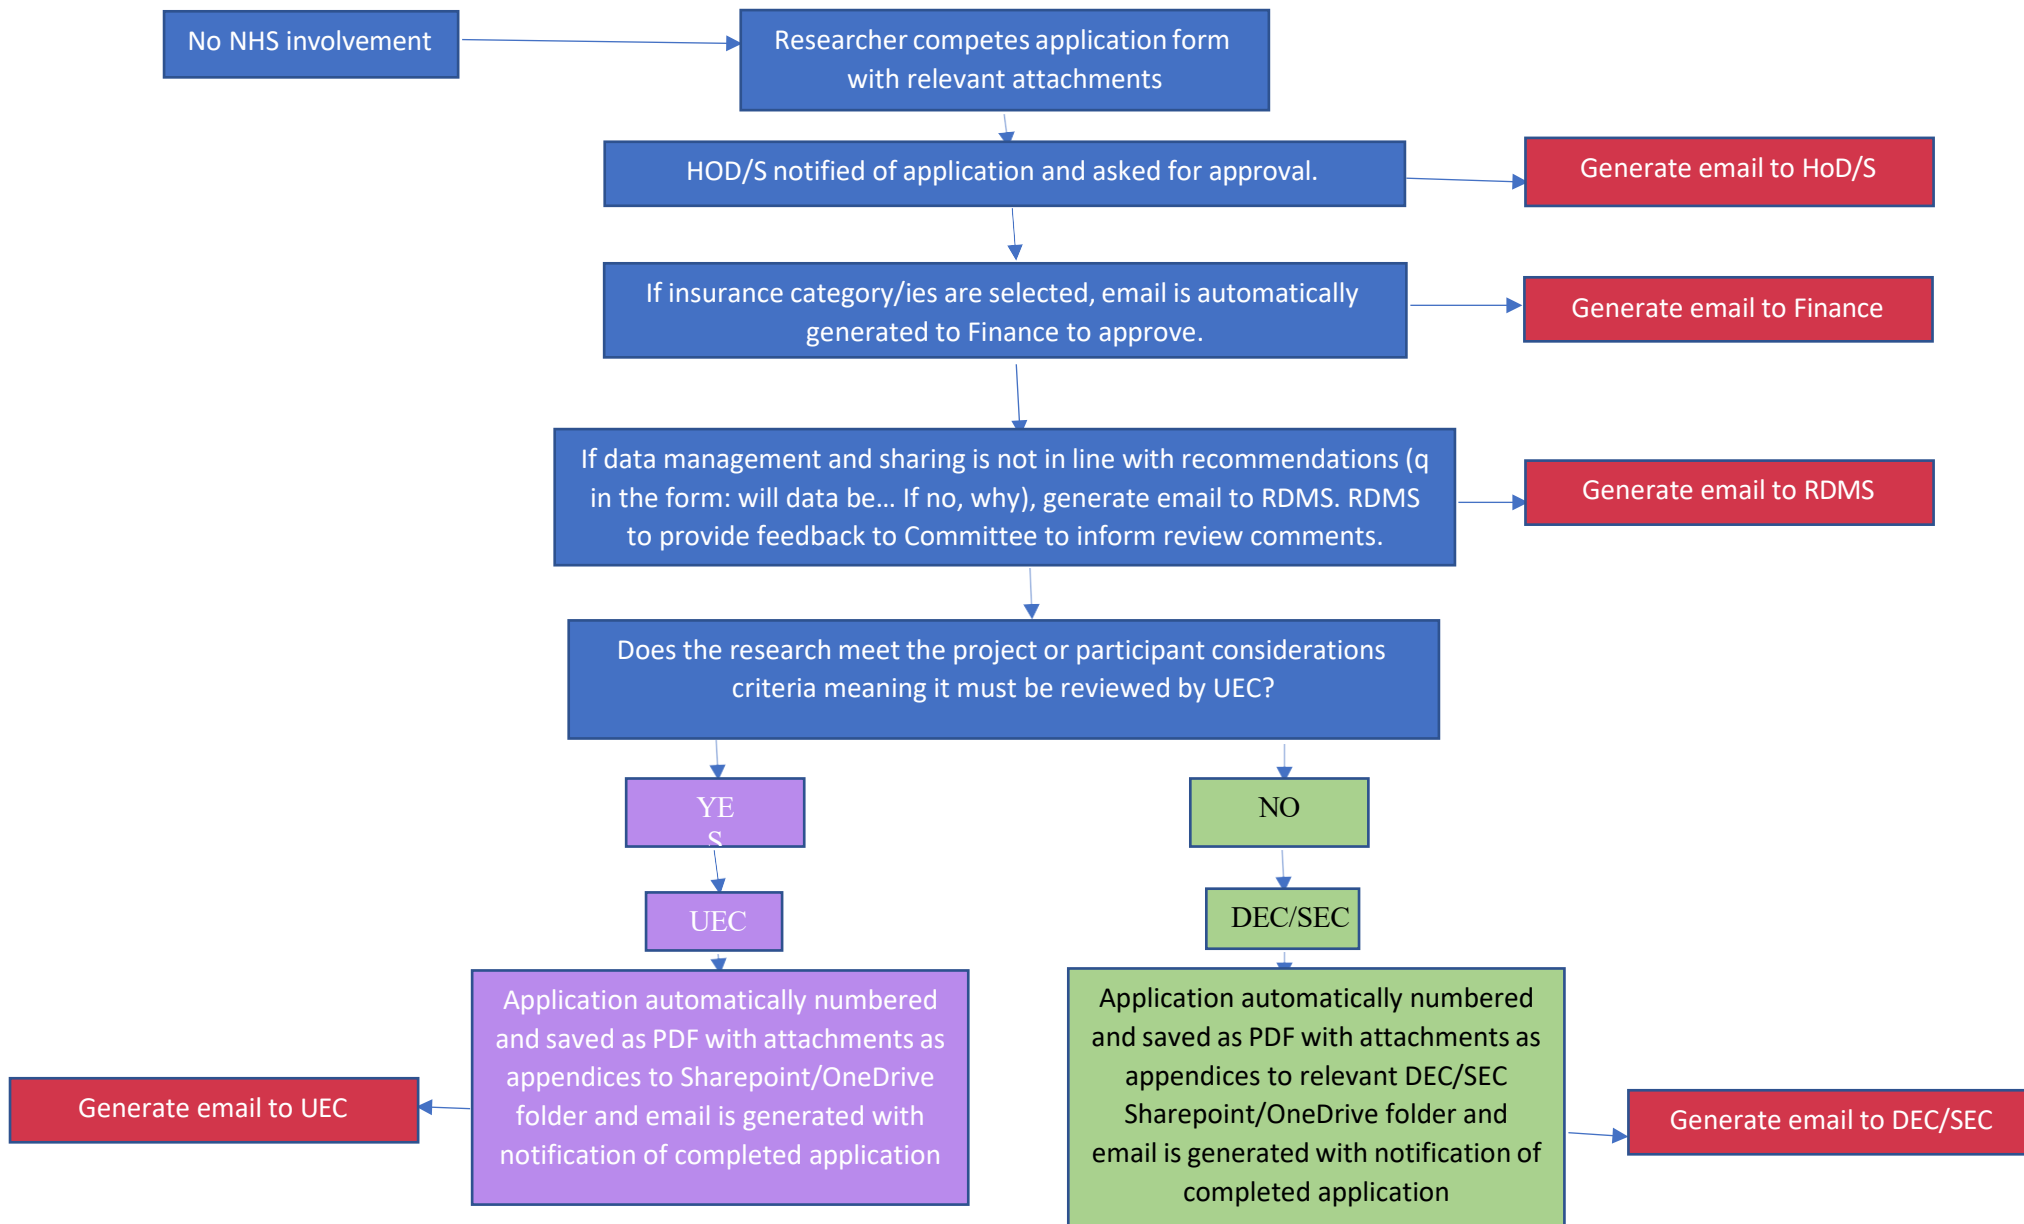 No NHS involvement
Researcher competes application form
with relevant attachments
HOD/S notified of application and asked for approval.
Generate email to HoD/S
If insurance category/ies are selected, email is automatically
generated to Finance to approve.
Generate email to Finance
If data management and sharing is not in line with recommendations (q
in the form: will data be… If no, why), generate email to RDMS. RDMS
to provide feedback to Committee to inform review comments.
Generate email to RDMS
Does the research meet the project or participant considerations
criteria meaning it must be reviewed by UEC?
YE
S
NO
UEC
DEC/SEC
Application automatically numbered
and saved as PDF with attachments as
appendices to Sharepoint/OneDrive
folder and email is generated with
notification of completed application
Generate email to UEC
Application automatically numbered
and saved as PDF with attachments as
appendices to relevant DEC/SEC
Sharepoint/OneDrive folder and
email is generated with notification of
completed application
Generate email to DEC/SEC